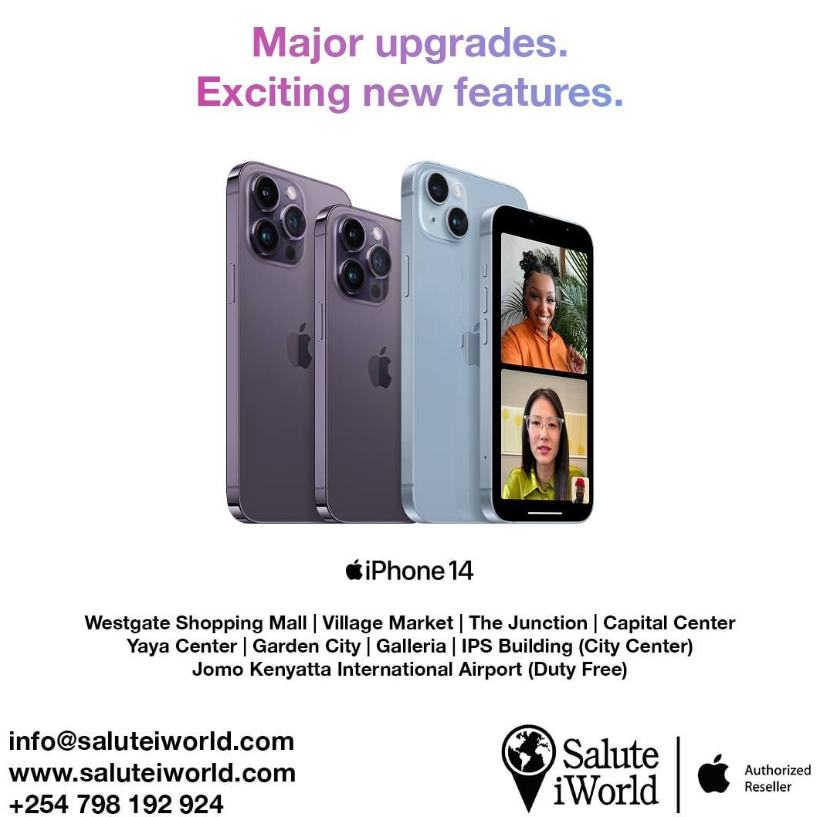 Major upgrades.
Exciting new features.
iPhone 14
Westgate Shopping Mall | Village Market | The Junction | Capital Center
Yaya Center | Garden City | Galleria | IPS Building (City Center)
Jomo Kenyatta International Airport (Duty Free)
info@saluteiworld.com
www.saluteiworld.com
+254 798 192 924
Salute
iWorld
Authorized
Reseller